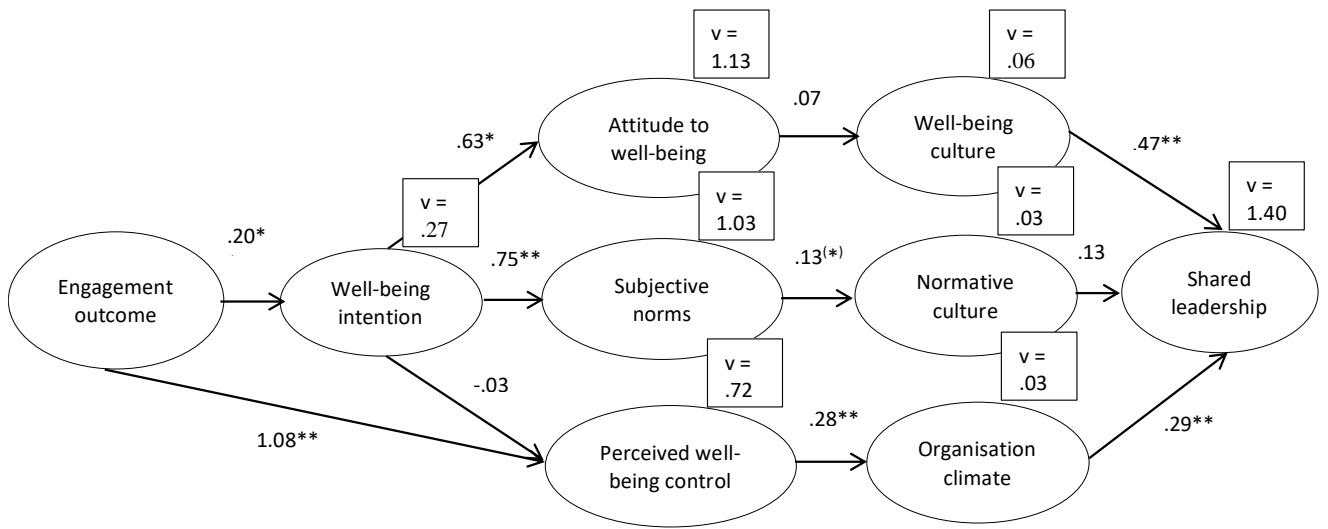 v =
1.13
v =
.06
.07
Attitude to
well-being
Well-being
culture
.63*
.47**
v =
.27
v =
1.03
v =
.03
v =
1.40
.20*
.75**
.13(*)
.13
Engagement
outcome
Well-being
intention
Subjective
norms
Normative
culture
Shared
leadership
v =
.72
v =
.03
-.03
1.08**
.28**
.29**
Perceived well-
being control
Organisation
climate